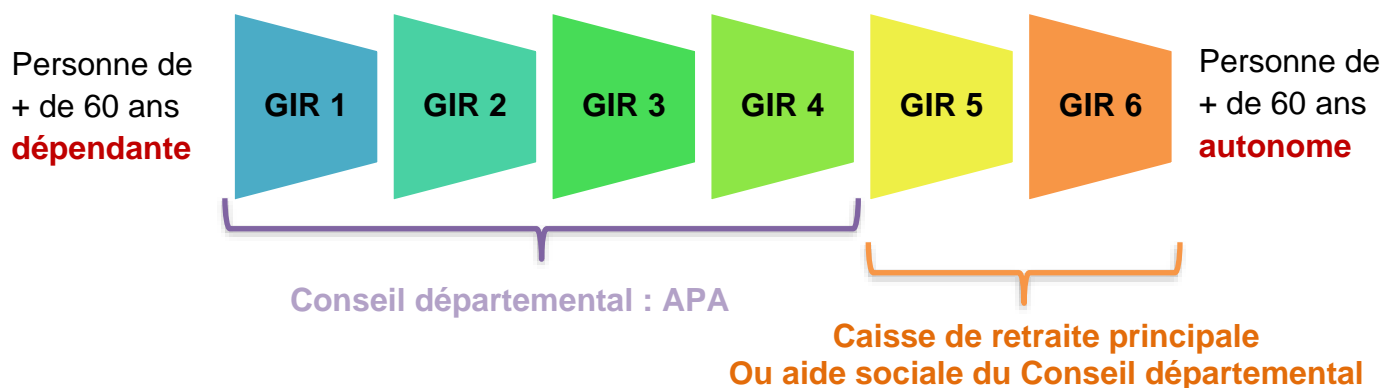 Personne de
+ de 60 ans
dépendante
GIR 1
GIR 2
GIR 3
GIR 4
GIR 5
GIR 6
Personne de
+ de 60 ans
autonome
Conseil départemental : APA
Caisse de retraite principale
Ou aide sociale du Conseil départemental